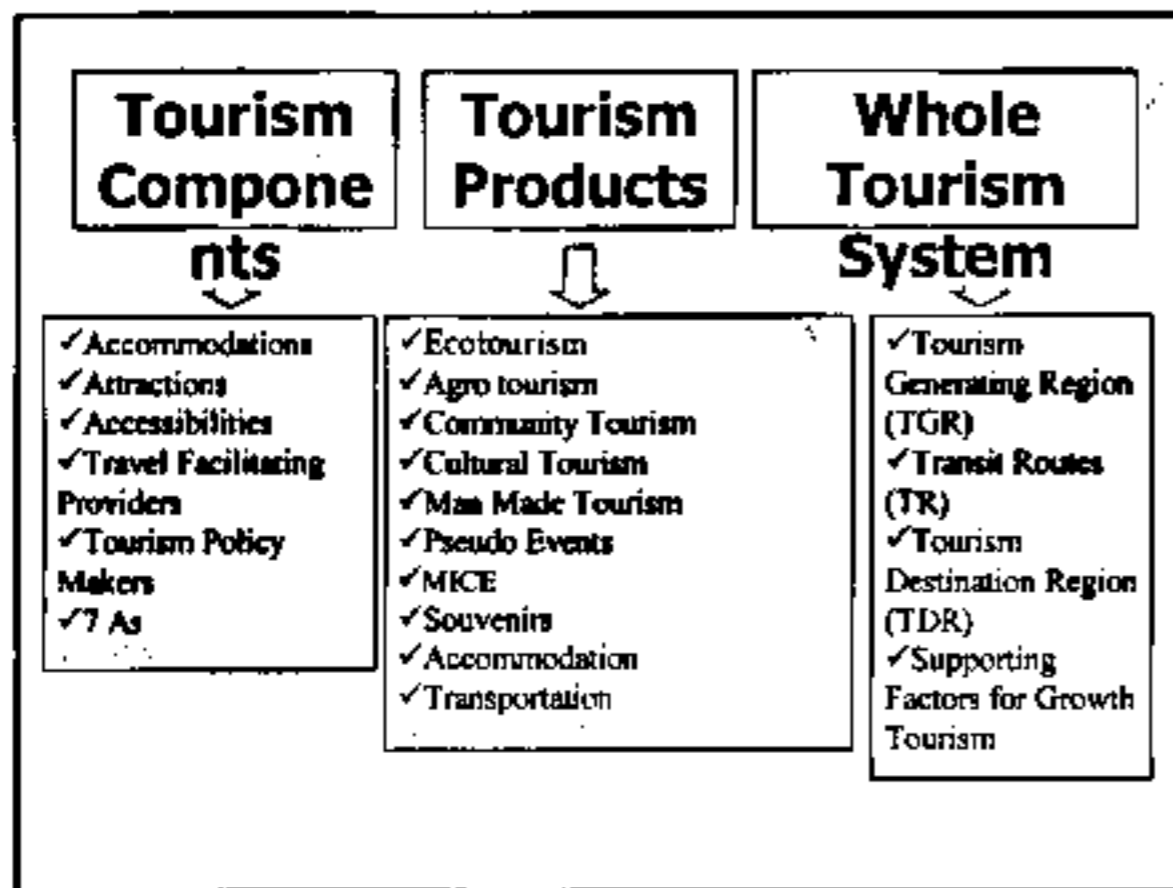 Tourism
Compone
nts
Tourism
Products
Whole
Tourism
System
✓Accommodations
✓Attractions
✓Accessibilities
✓Travel Facilitating
Providers
✓Tourism Policy
Makers
✓7 As
✓Ecotourism
✓Agro tourism
✓Community Tourism
✓Cultural Tourism
✓Man Made Tourism
✓Pseudo Events
✓MICE
✓Souvenirs
✓Accommodation
✓Transportation
✓Tourism
Generating Region
(TGR)
✓Transit Routes
(TR)
✓Tourism
Destination Region
(TDR)
✓Supporting
Factors for Growth
Tourism